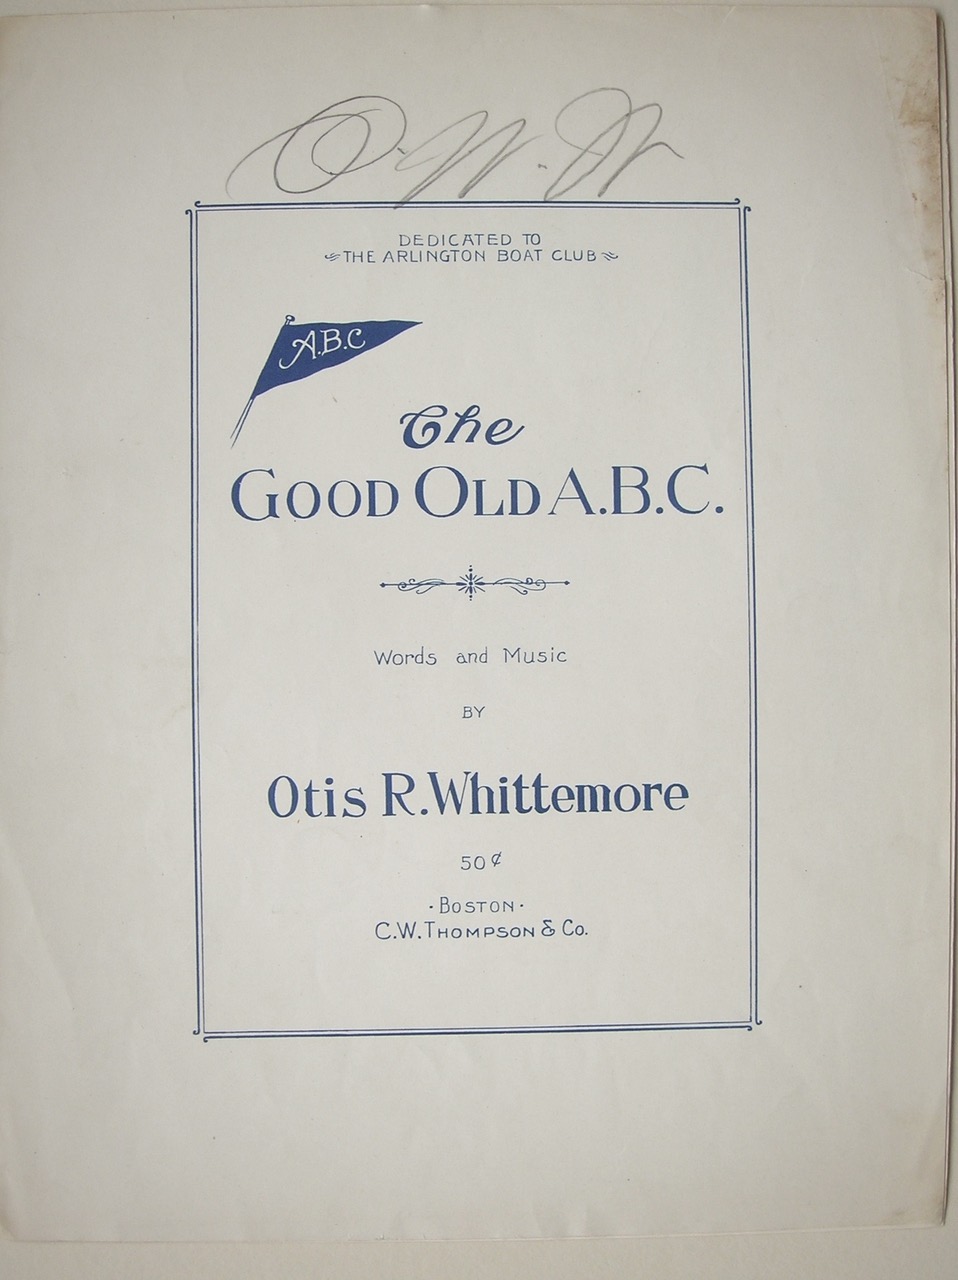 DEDICATED TO
THE ARLINGTON BOAT CLUB
A.B.C
The
GOOD OLD A.B.C.
Words and Music
BY
Otis R. Whittemore
50¢
·BOSTON·
C.W. THOMPSON & CO.